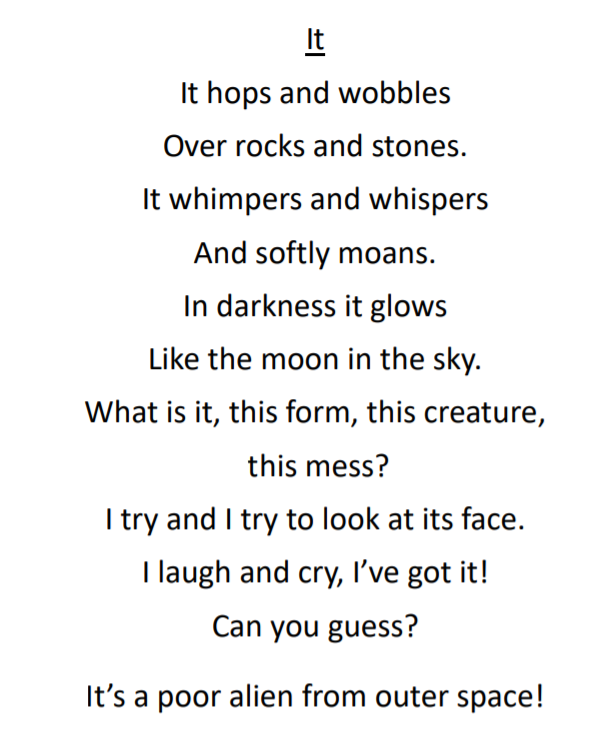 It
It hops and wobbles
Over rocks and stones.
It whimpers and whispers
And softly moans.
In darkness it glows
Like the moon in the sky.
What is it, this form, this creature,
this mess?
I try and I try to look at its face.
I laugh and cry, I’ve got it!
Can you guess?
It’s a poor alien from outer space!